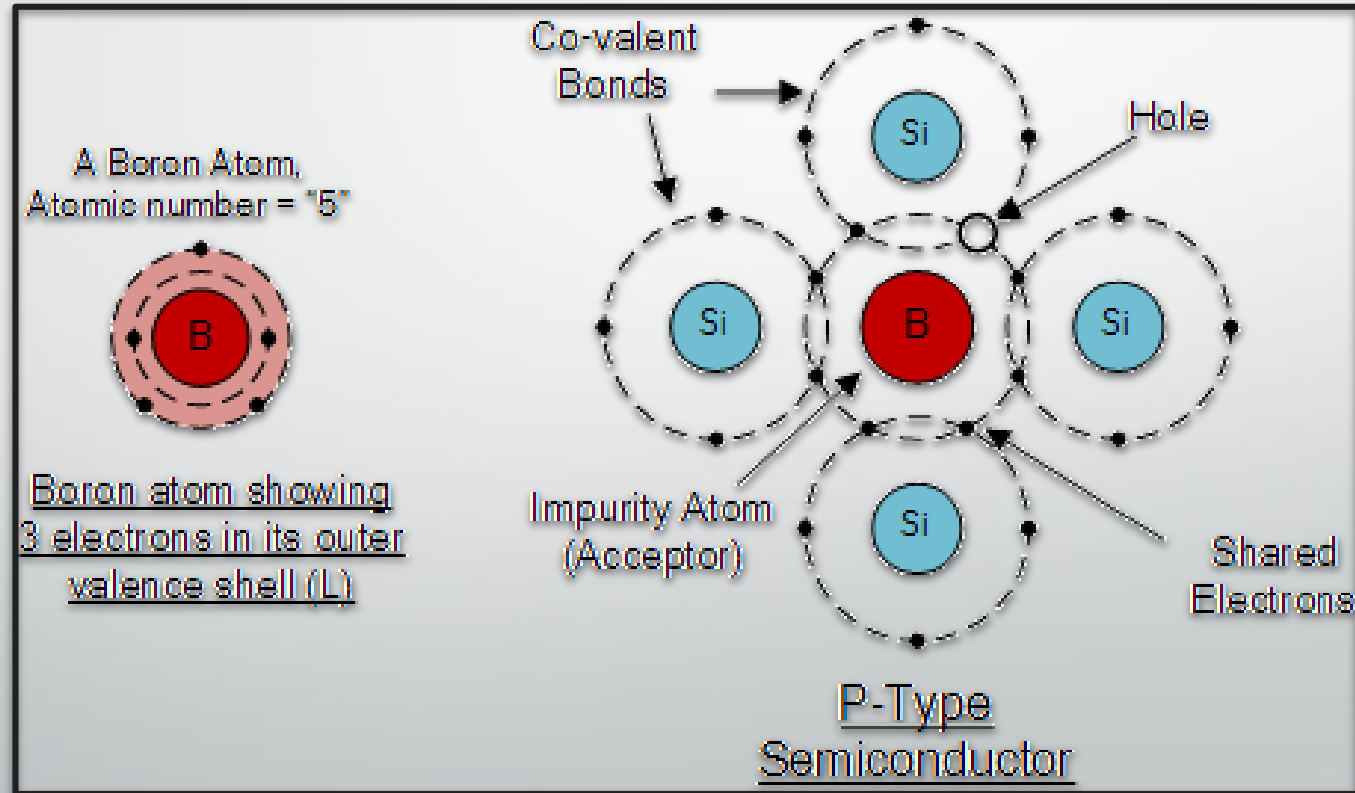 A Boron Atom,
Atomic number = "5"
B
Boron atom showing
3 electrons in its outer
valence shell (L)
Co-valent
Bonds
Si
Hole
Si
B
Si
Impurity Atom
(Acceptor)
Si
Shared
Electrons
P-Type
Semiconductor